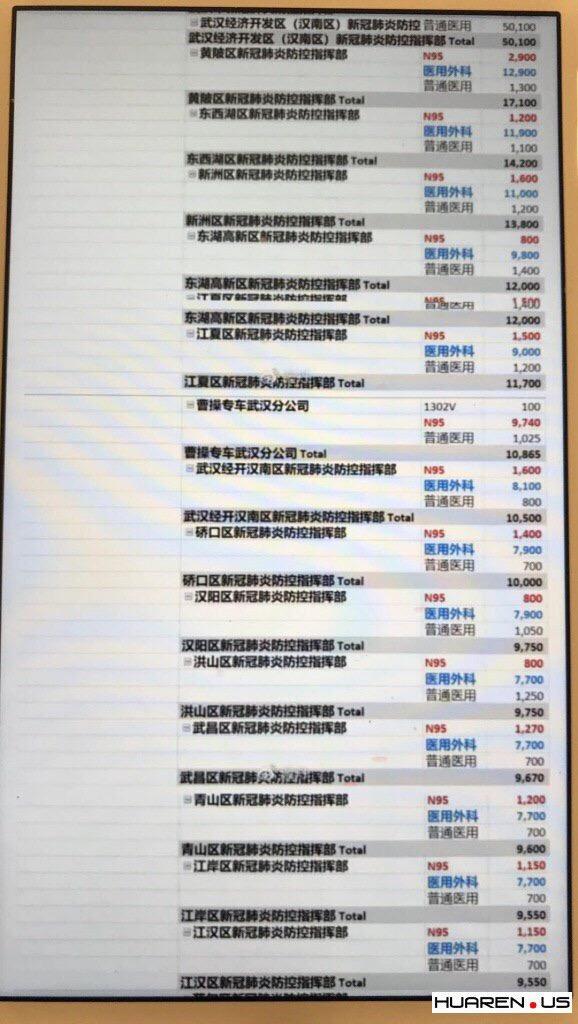 武汉经济开发区（汉南区）新冠肺炎防控 普通医用 50,100
武汉经济开发区（汉南区）新冠肺炎防控指挥部 Total 50,100
黄陂区新冠肺炎防控指挥部 N95 2,900
医用外科 12,900
普通医用 1,300
黄陂区新冠肺炎防控指挥部 Total 17,100
东西湖区新冠肺炎防控指挥部 N95 1,200
医用外科 11,900
普通医用 1,100
东西湖区新冠肺炎防控指挥部 Total 14,200
新洲区新冠肺炎防控指挥部 N95 1,600
医用外科 11,000
普通医用 1,200
新洲区新冠肺炎防控指挥部 Total 13,800
东湖高新区新冠肺炎防控指挥部 N95 800
医用外科 9,800
普通医用 1,400
东湖高新区新冠肺炎防控指挥部 Total 12,000
江夏区新冠肺炎防控指挥部 N95
普通医用 1,400
东湖高新区新冠肺炎防控指挥部 Total 12,000
江夏区新冠肺炎防控指挥部 N95 1,500
医用外科 9,000
普通医用 1,200
江夏区新冠肺炎防控指挥部 Total 11,700
曹操专车武汉分公司 1302V 100
N95 9,740
普通医用 1,025
曹操专车武汉分公司 Total 10,865
武汉经开汉南区新冠肺炎防控指挥部 N95 1,600
医用外科 8,100
普通医用 800
武汉经开汉南区新冠肺炎防控指挥部 Total 10,500
硚口区新冠肺炎防控指挥部 N95 1,400
医用外科 7,900
普通医用 700
硚口区新冠肺炎防控指挥部 Total 10,000
汉阳区新冠肺炎防控指挥部 N95 800
医用外科 7,900
普通医用 1,050
汉阳区新冠肺炎防控指挥部 Total 9,750
洪山区新冠肺炎防控指挥部 N95 800
医用外科 7,700
普通医用 1,250
洪山区新冠肺炎防控指挥部 Total 9,750
武昌区新冠肺炎防控指挥部 N95 1,270
医用外科 7,700
普通医用 700
武昌区新冠肺炎防控指挥部 Total 9,670
青山区新冠肺炎防控指挥部 N95 1,200
医用外科 7,700
普通医用 700
青山区新冠肺炎防控指挥部 Total 9,600
江岸区新冠肺炎防控指挥部 N95 1,150
医用外科 7,700
普通医用 700
江岸区新冠肺炎防控指挥部 Total 9,550
江汉区新冠肺炎防控指挥部 N95 1,150
医用外科 7,700
普通医用 700
江汉区新冠肺炎防控指挥部 Total 9,550
HUAREN.US